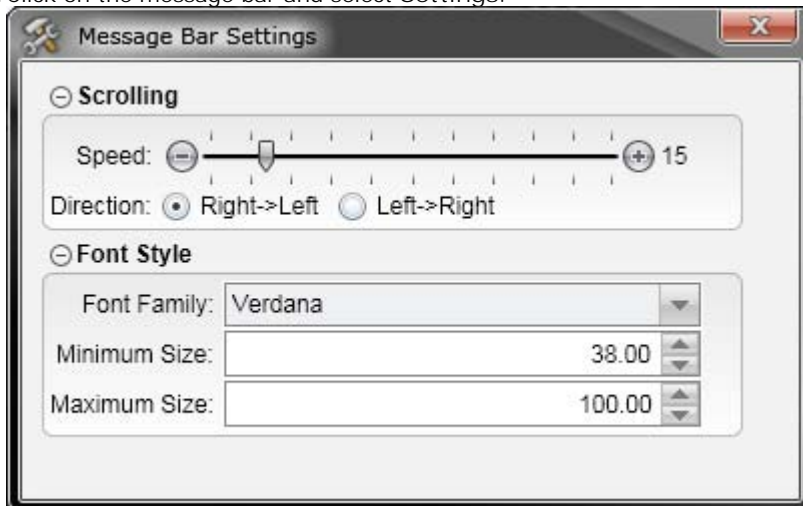 click on the message bar and select Settings.
Message Bar Settings
Scrolling
Speed: 15
Direction: Right->Left Left->Right
Font Style
Font Family: Verdana
Minimum Size: 38.00
Maximum Size: 100.00